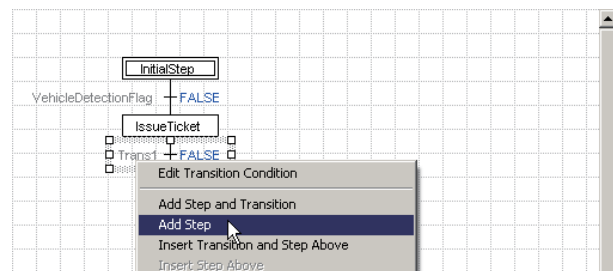 InitialStep
VehicleDetectionFlag FALSE
IssueTicket
Trans1 FALSE
Edit Transition Condition
Add Step and Transition
Add Step
Insert Transition and Step Above
Insert Step Above